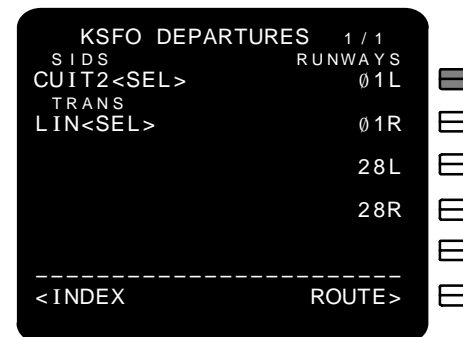 KSFO DEPARTURES 1/1
SIDS RUNWAYS
CUIT2<SEL> Ø1L
TRANS
LIN<SEL> Ø1R
28L
28R
------------------------
<INDEX ROUTE>